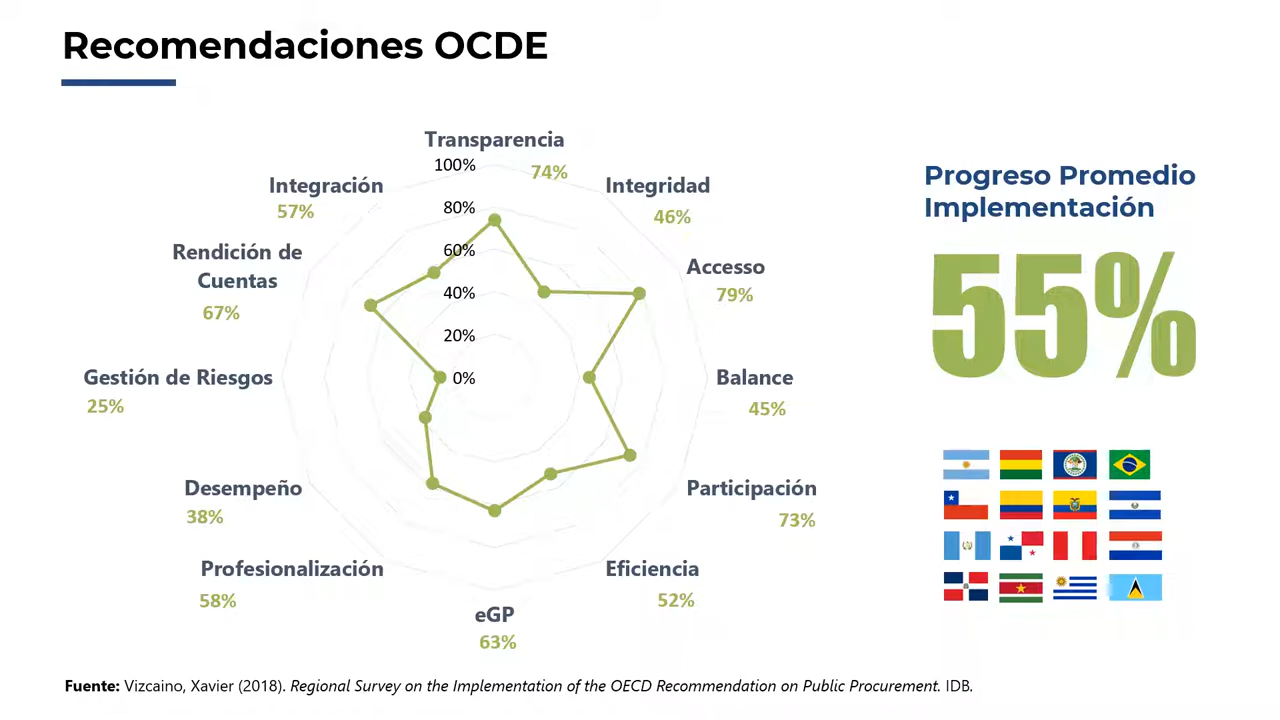 Recomendaciones OCDE
Transparencia
74%
Integridad
46%
Accesso
79%
Balance
45%
Participación
73%
Eficiencia
52%
eGP
63%
Profesionalización
58%
Desempeño
38%
Gestión de Riesgos
25%
Rendición de
Cuentas
67%
Integración
57%
100%
80%
60%
40%
20%
0%
Progreso Promedio
Implementación
55%
Fuente: Vizcaino, Xavier (2018). Regional Survey on the Implementation of the OECD Recommendation on Public Procurement. IDB.